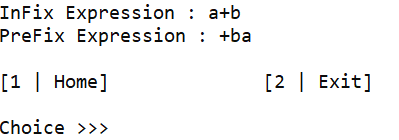 InFix Expression : a+b
PreFix Expression : +ba
[1 | Home] [2 | Exit]
Choice >>>